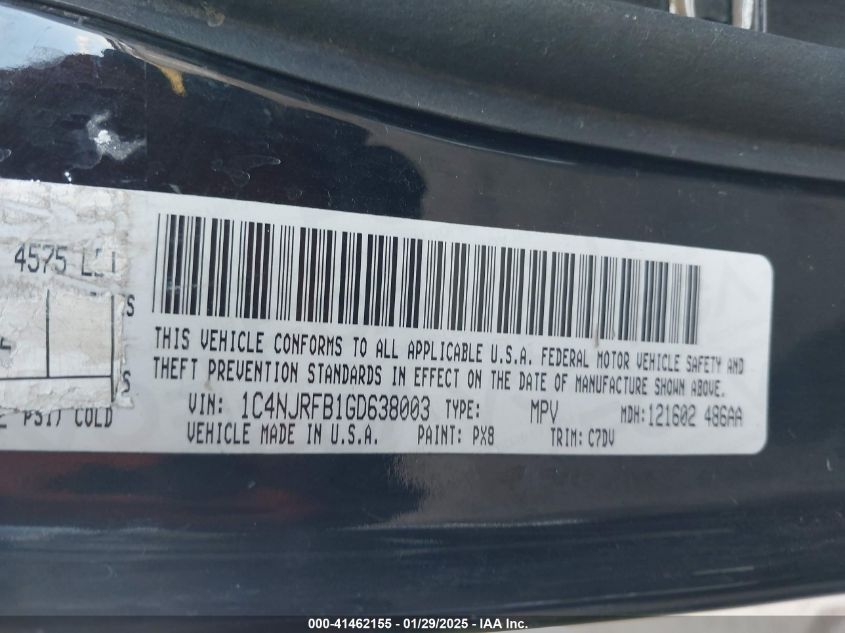 4575
THIS VEHICLE CONFORMS TO ALL APPLICABLE U.S.A. FEDERAL MOTOR VEHICLE SAFETY AND
THEFT PREVENTION STANDARDS IN EFFECT ON THE DATE OF MANUFACTURE SHOWN ABOVE.
VIN: 1C4NJRFB1GD638003 TYPE: MPV MDH: 121602 486AA
PSI) COLD
VEHICLE MADE IN U.S.A. PAINT: PX8 TRIM: C7DV
000-41462155 - 01/29/2025 - IAA Inc.